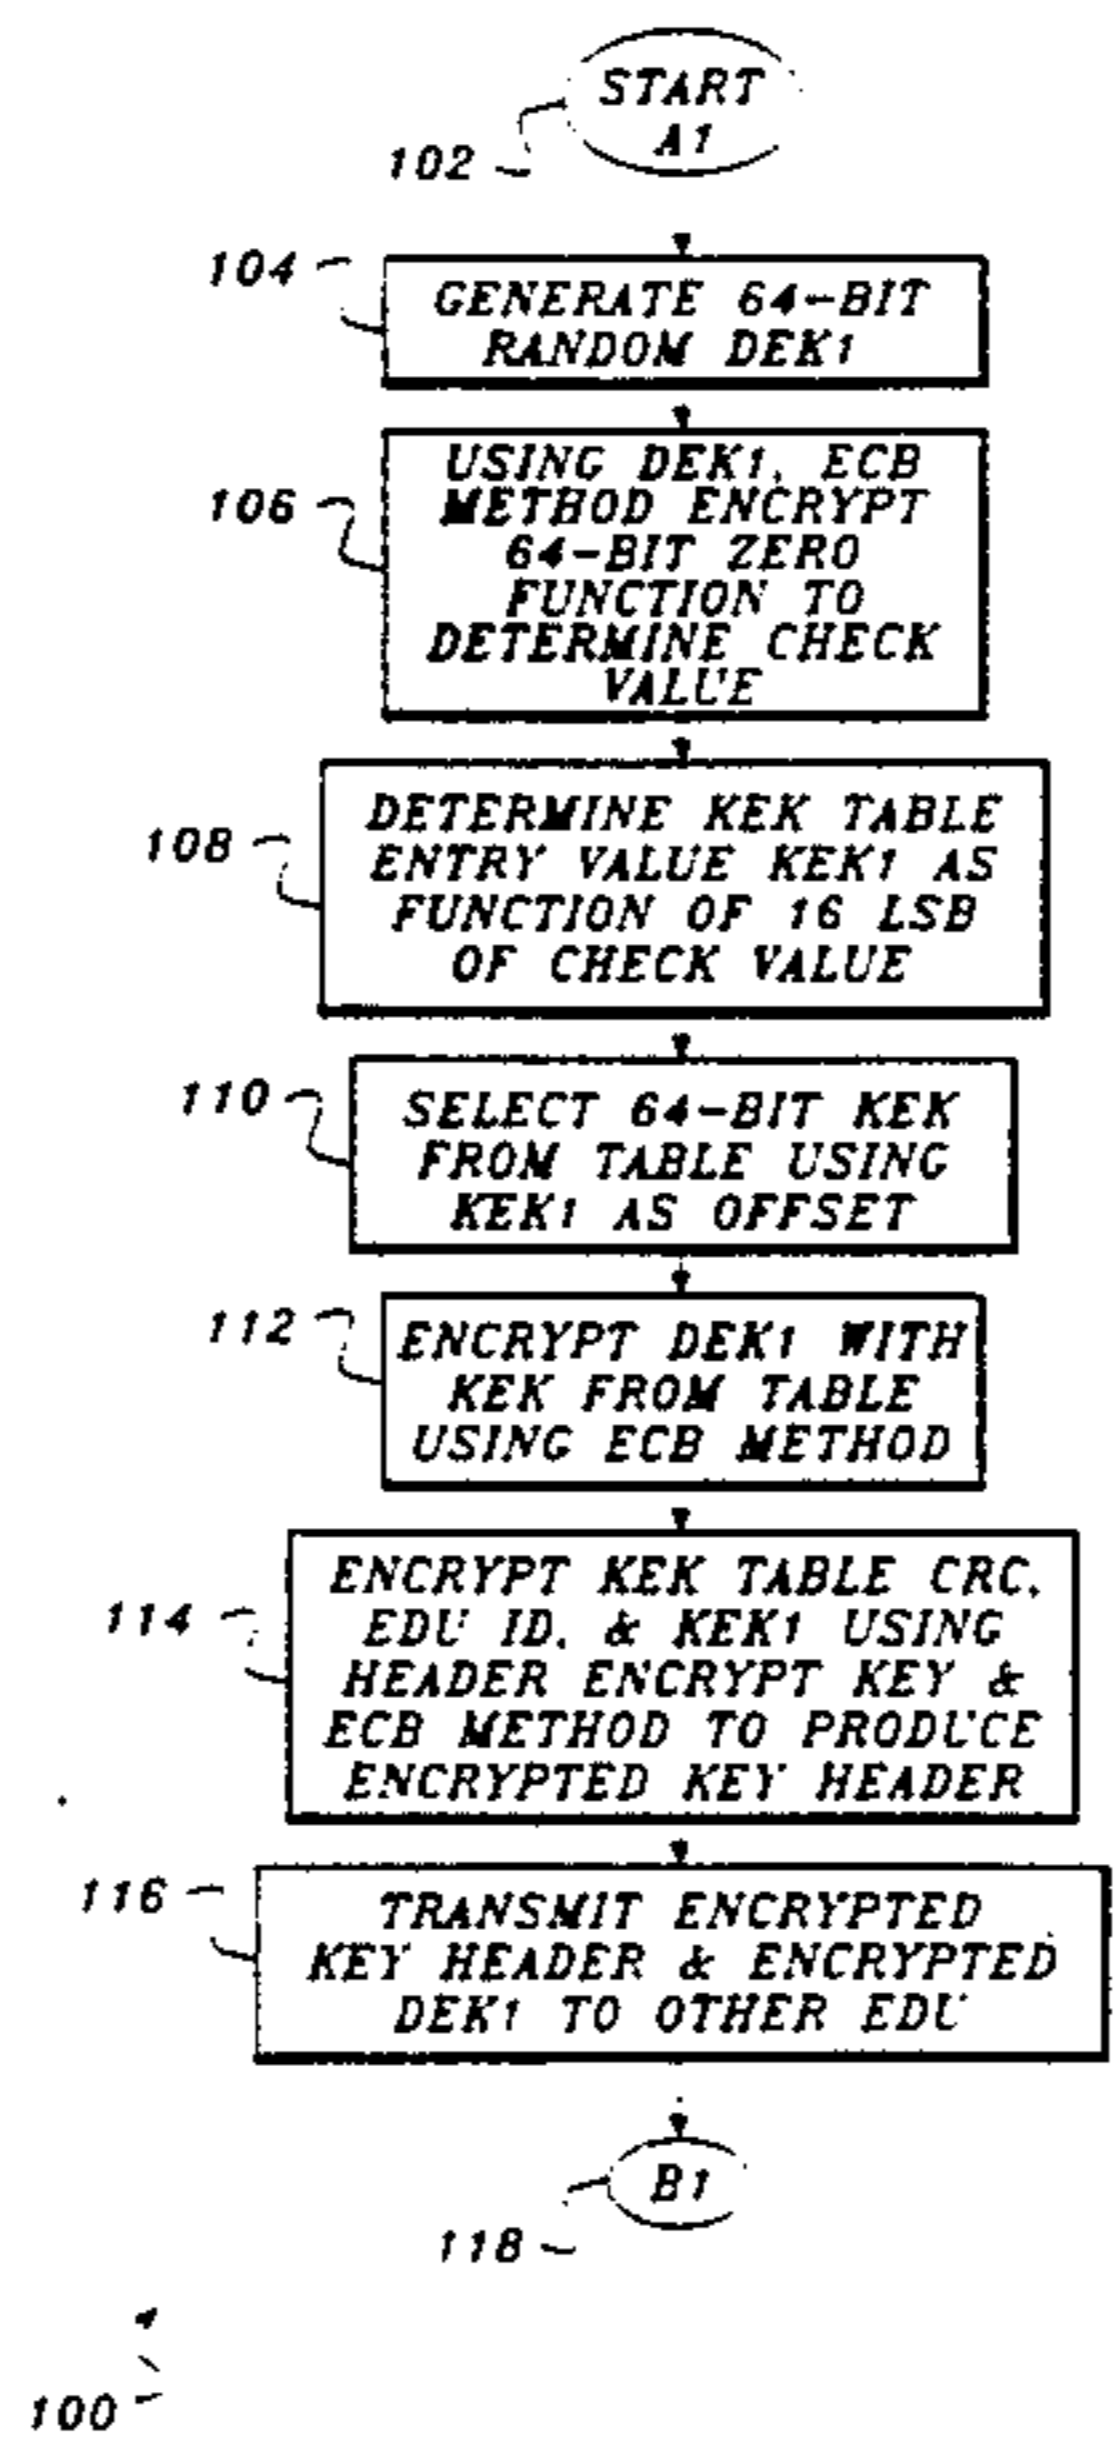 START
A1
102
104
GENERATE 64-BIT
RANDOM DEK1
106
USING DEK1, ECB
METHOD ENCRYPT
64-BIT ZERO
FUNCTION TO
DETERMINE CHECK
VALUE
108
DETERMINE KEK TABLE
ENTRY VALUE KEK1 AS
FUNCTION OF 16 LSB
OF CHECK VALUE
110
SELECT 64-BIT KEK
FROM TABLE USING
KEK1 AS OFFSET
112
ENCRYPT DEK1 WITH
KEK FROM TABLE
USING ECB METHOD
114
ENCRYPT KEK TABLE CRC,
EDU ID, & KEK1 USING
HEADER ENCRYPT KEY &
ECB METHOD TO PRODUCE
ENCRYPTED KEY HEADER
116
TRANSMIT ENCRYPTED
KEY HEADER & ENCRYPTED
DEK1 TO OTHER EDU
B1
118
100